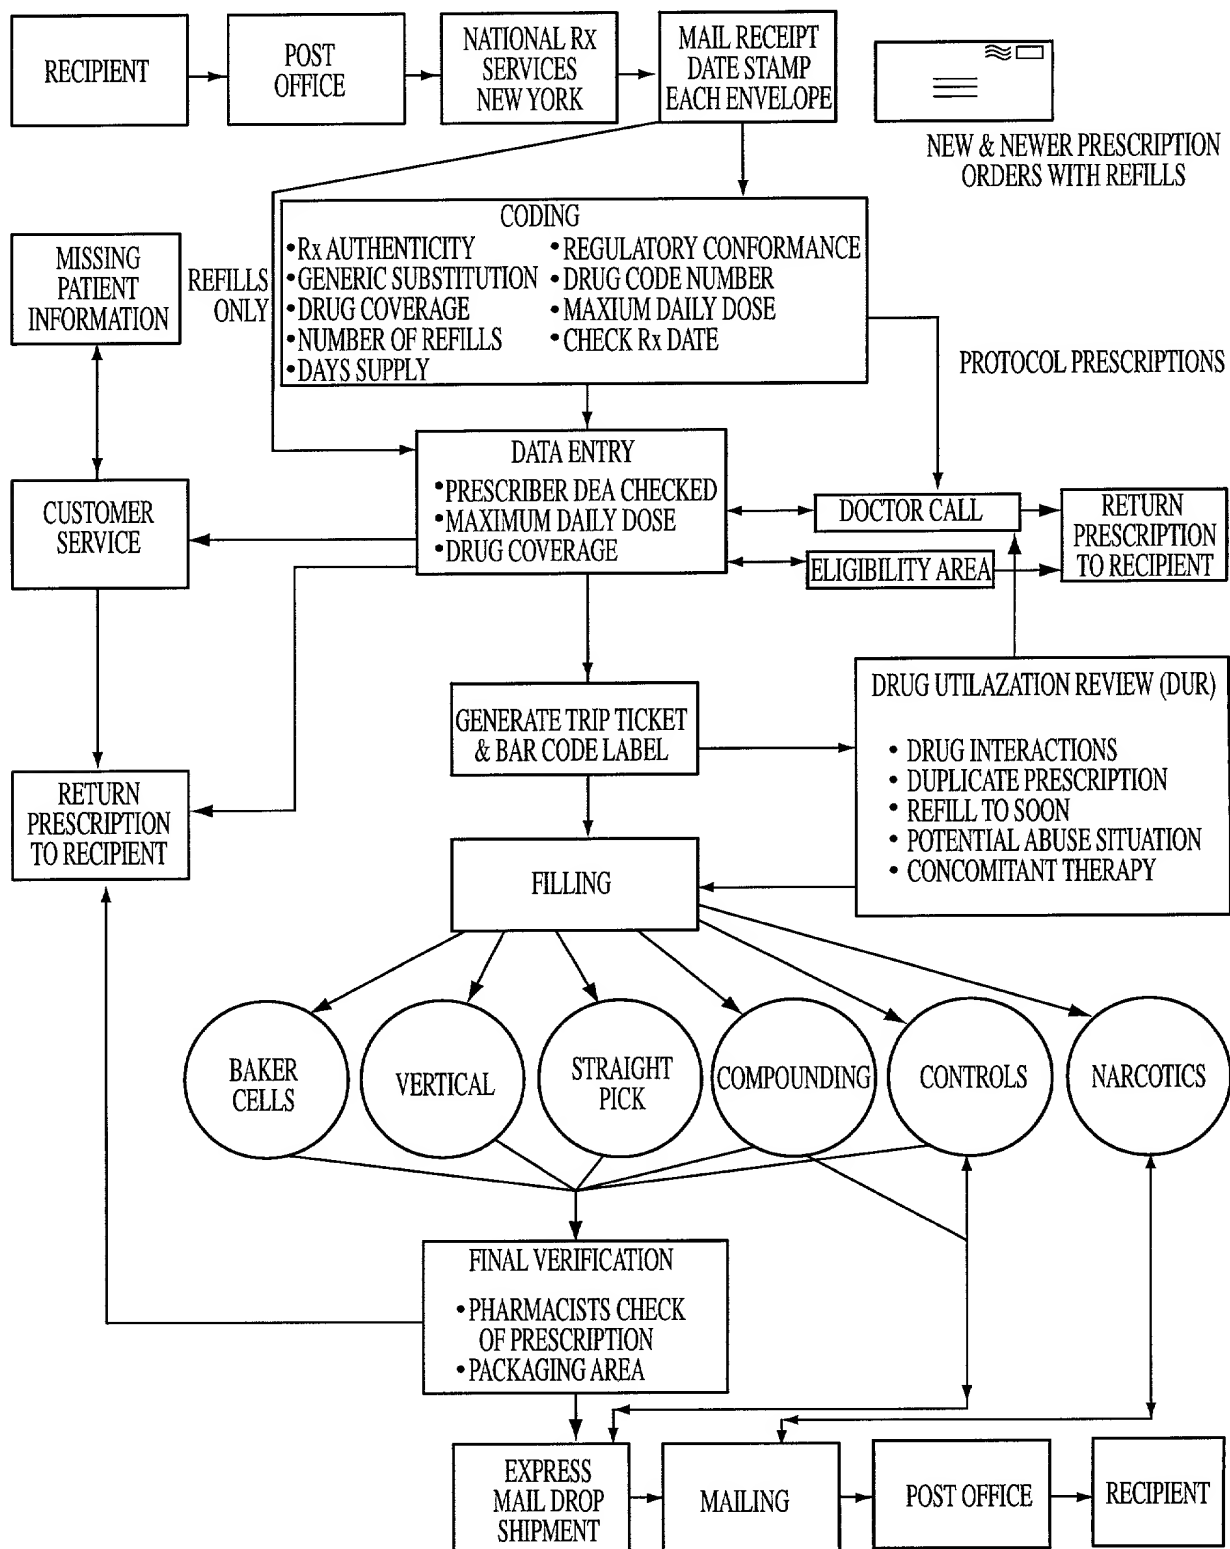 RECIPIENT
POST
OFFICE
NATIONAL Rx
SERVICES
NEW YORK
MAIL RECEIPT
DATE STAMP
EACH ENVELOPE
NEW & NEWER PRESCRIPTION
ORDERS WITH REFILLS
CODING
•Rx AUTHENTICITY
•GENERIC SUBSTITUTION
•DRUG COVERAGE
•NUMBER OF REFILLS
•DAYS SUPPLY
•REGULATORY CONFORMANCE
•DRUG CODE NUMBER
•MAXIUM DAILY DOSE
•CHECK Rx DATE
MISSING
PATIENT
INFORMATION
REFILLS
ONLY
PROTOCOL PRESCRIPTIONS
DATA ENTRY
•PRESCRIBER DEA CHECKED
•MAXIMUM DAILY DOSE
•DRUG COVERAGE
CUSTOMER
SERVICE
DOCTOR CALL
ELIGIBILITY AREA
RETURN
PRESCRIPTION
TO RECIPIENT
GENERATE TRIP TICKET
& BAR CODE LABEL
DRUG UTILAZATION REVIEW (DUR)
• DRUG INTERACTIONS
• DUPLICATE PRESCRIPTION
• REFILL TO SOON
• POTENTIAL ABUSE SITUATION
• CONCOMITANT THERAPY
RETURN
PRESCRIPTION
TO RECIPIENT
FILLING
BAKER
CELLS
VERTICAL
STRAIGHT
PICK
COMPOUNDING
CONTROLS
NARCOTICS
FINAL VERIFICATION
•PHARMACISTS CHECK
OF PRESCRIPTION
•PACKAGING AREA
EXPRESS
MAIL DROP
SHIPMENT
MAILING
POST OFFICE
RECIPIENT